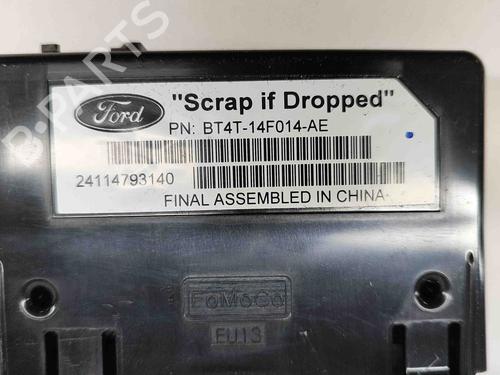 Ford
"Scrap if Dropped"
PN: BT4T-14F014-AE
24114793140
FINAL ASSEMBLED IN CHINA
FoMoCo
EU13
B-PARTS